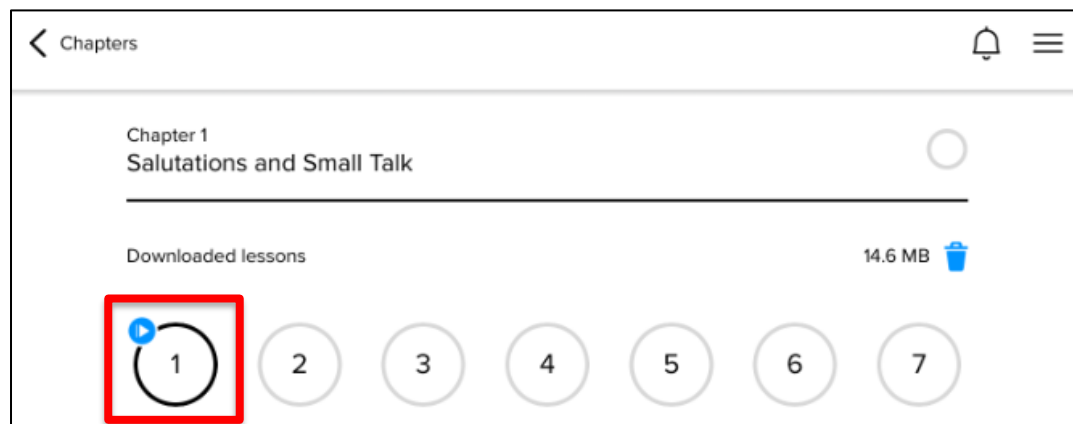 Chapters
Chapter 1
Salutations and Small Talk
Downloaded lessons 14.6 MB
1 2 3 4 5 6 7